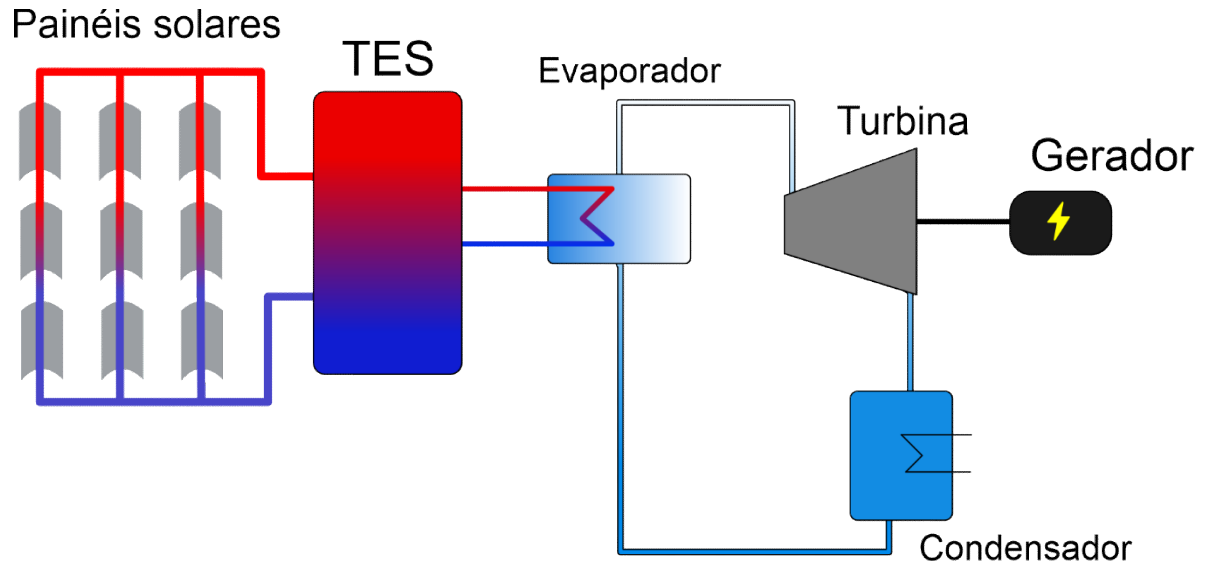 Painéis solares
TES
Evaporador
Turbina
Gerador
Condensador